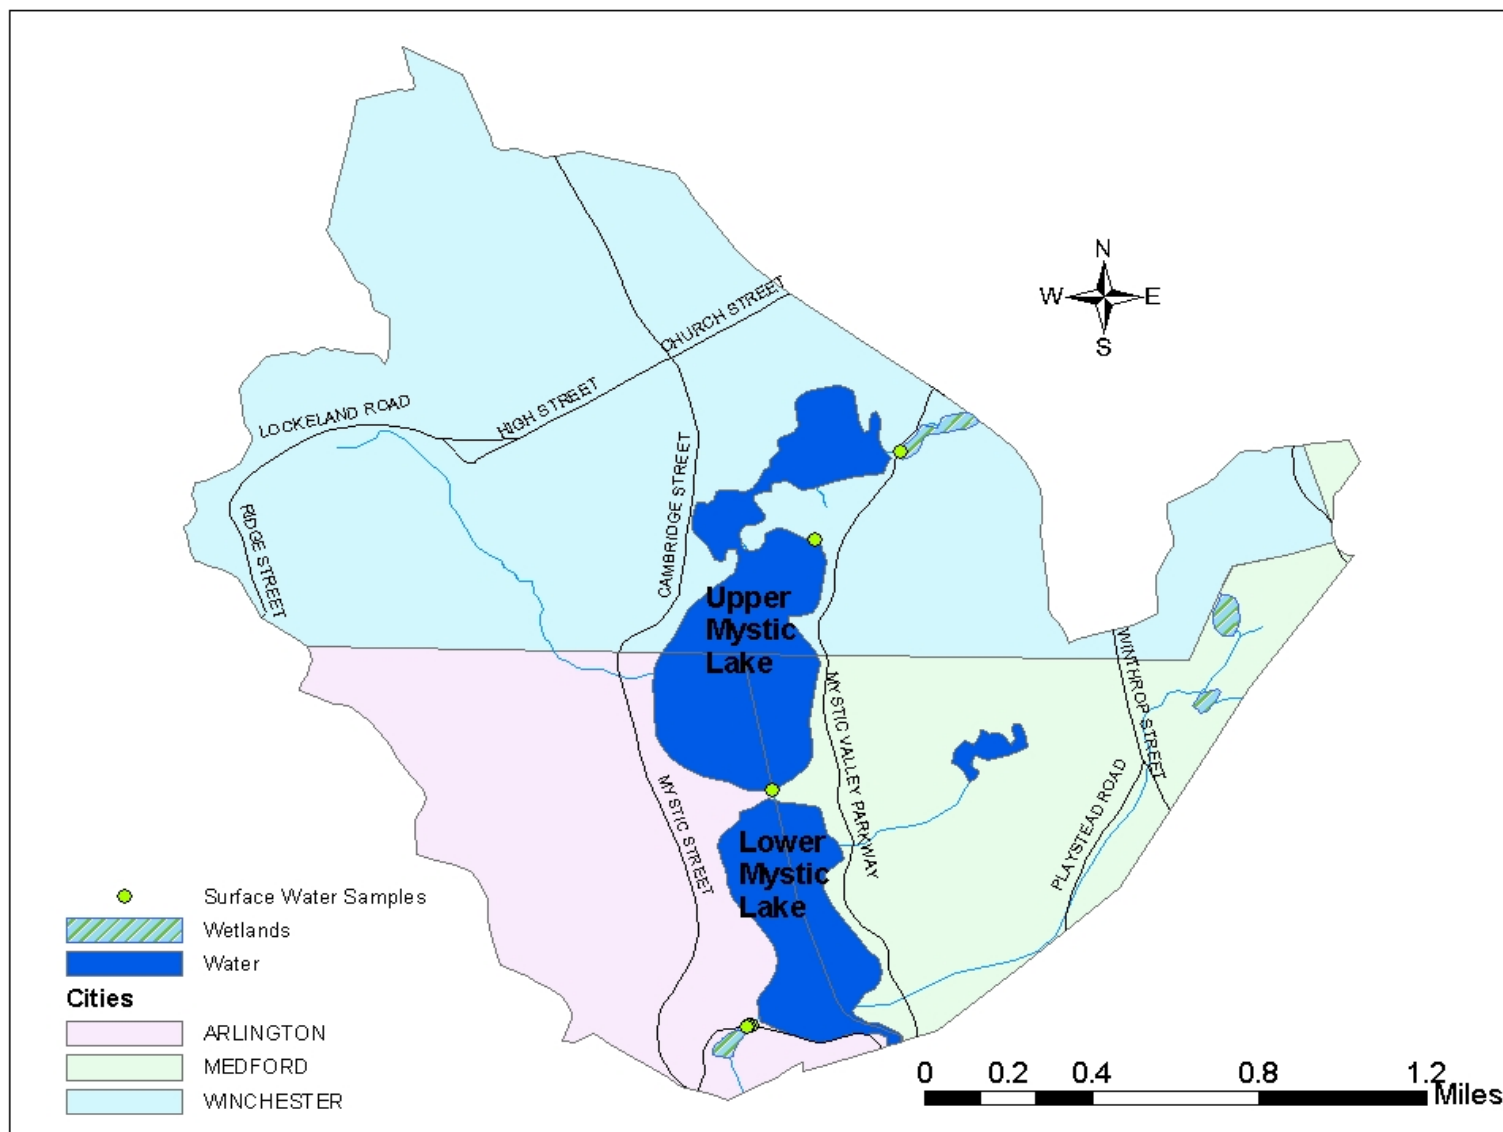 N
W E
S
CHURCH STREET
HIGH STREET
LOCKELAND ROAD
RIDGE STREET
CAMBRIDGE STREET
Upper
Mystic
Lake
MYSTIC VALLEY PARKWAY
WINTHROP STREET
PLAYSTEAD ROAD
MYSTIC STREET
Lower
Mystic
Lake
Surface Water Samples
Wetlands
Water
Cities
ARLINGTON
MEDFORD
WINCHESTER
0 0.2 0.4 0.8 1.2
Miles